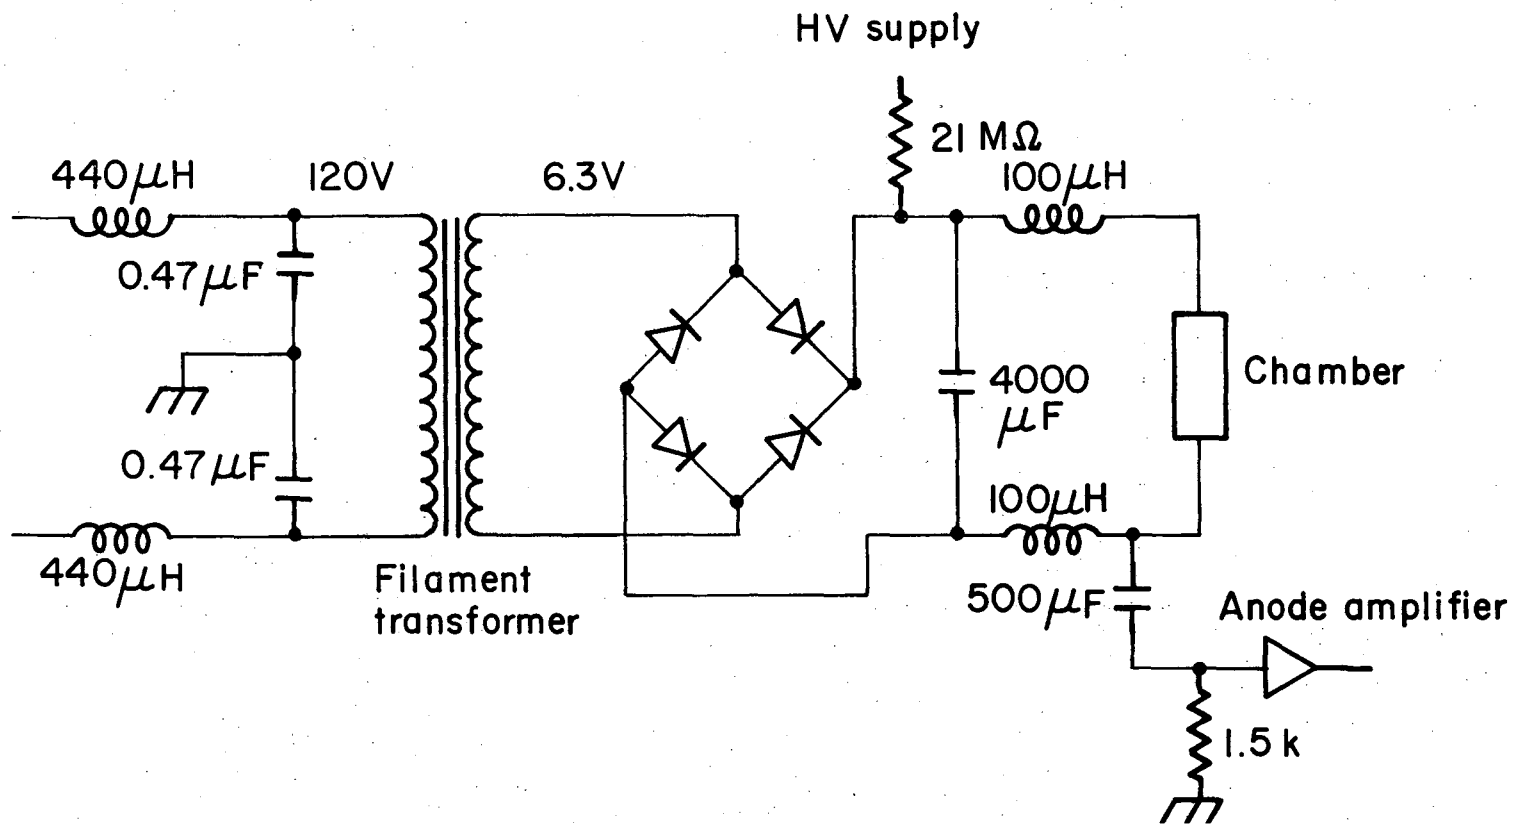 HV supply
21 MΩ
440μH
120V
6.3V
100μH
0.47μF
4000
μF
Chamber
0.47μF
100μH
440μH
Filament
transformer
500μF
Anode amplifier
1.5k